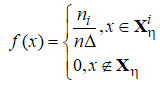 f(x) = { n_i / nΔ , x ∈ X_η^i
0, x ∉ X_η